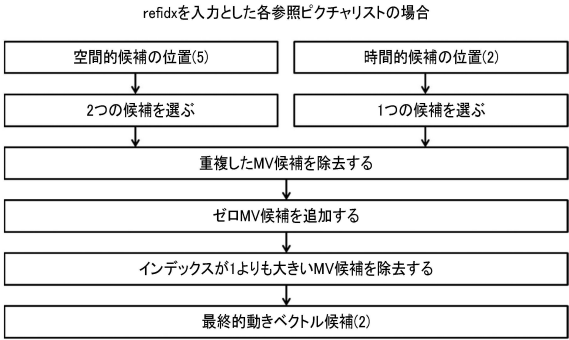 refidxを入力とした各参照ピクチャリストの場合
空間的候補の位置(5)
時間的候補の位置(2)
2つの候補を選ぶ
1つの候補を選ぶ
重複したMV候補を除去する
ゼロMV候補を追加する
インデックスが1よりも大きいMV候補を除去する
最終的動きベクトル候補(2)